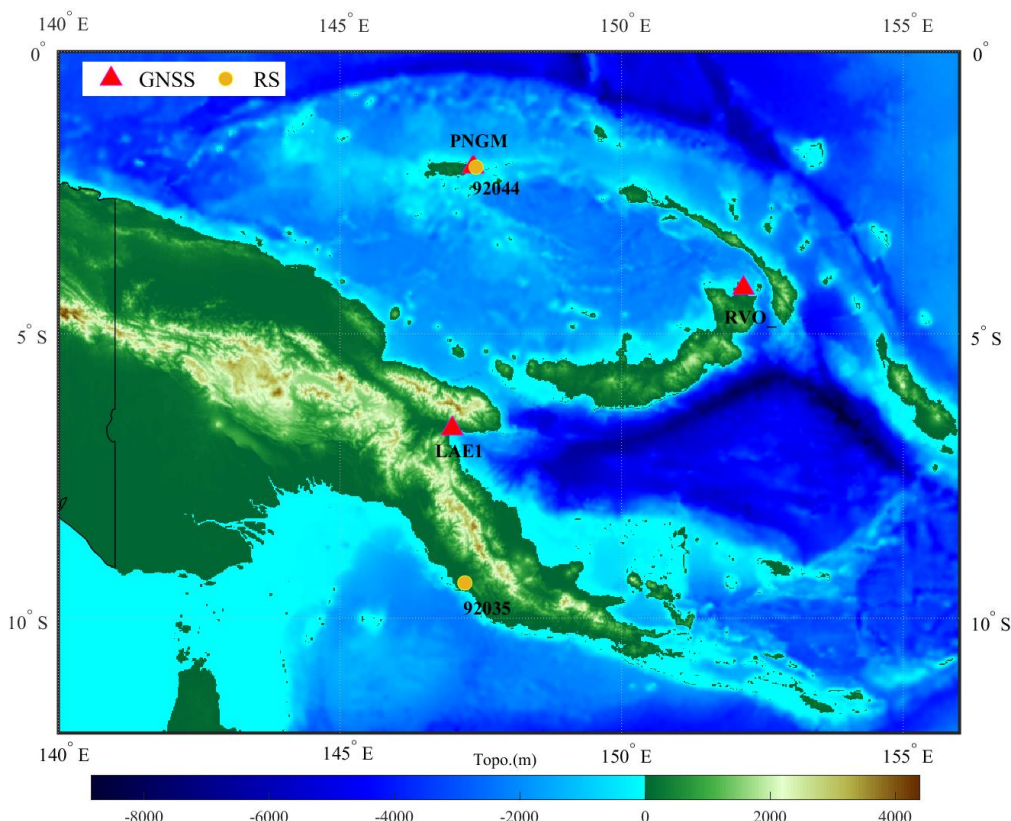 140° E 145° E 150° E 155° E
0° 0°
GNSS RS
PNGM
92044
RVO_
5° S 5° S
LAE1
92035
10° S 10° S
140° E 145° E 150° E 155° E
Topo.(m)
-8000 -6000 -4000 -2000 0 2000 4000